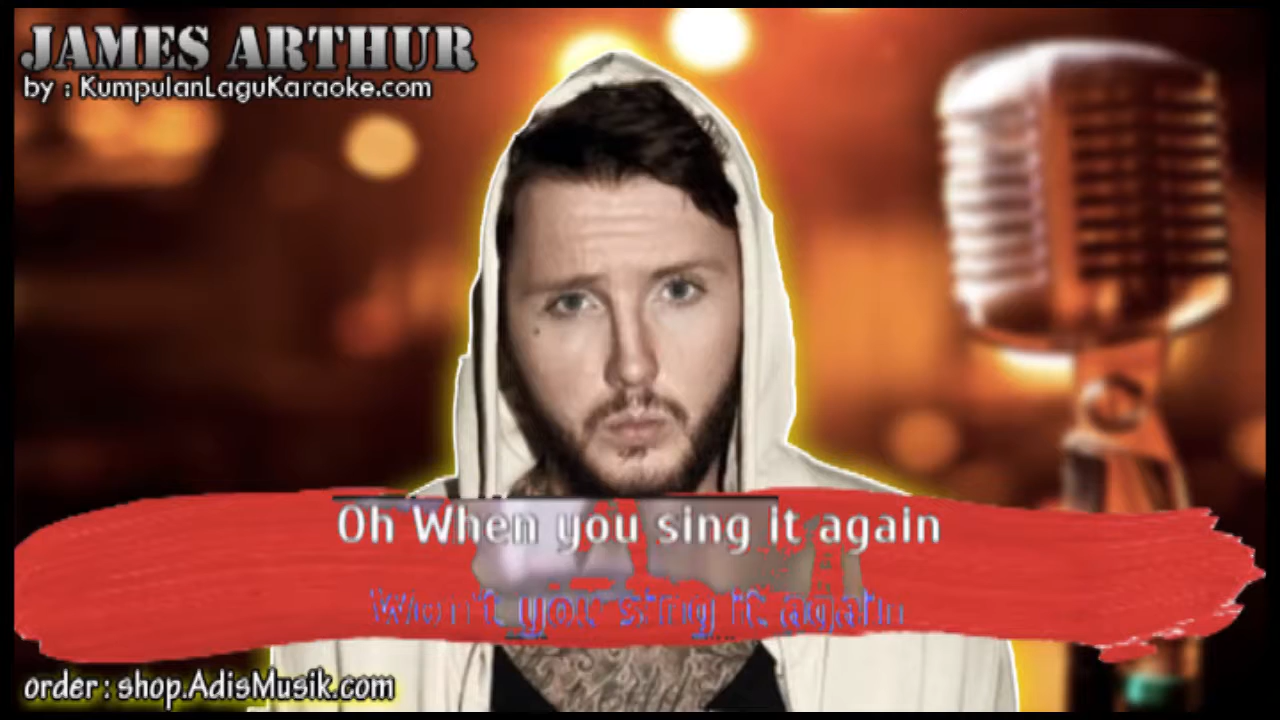 JAMES ARTHUR
by : KumpulanLaguKaraoke.com
Oh When you sing it again
Won't you sing it again
order : shop.AdisMusik.com